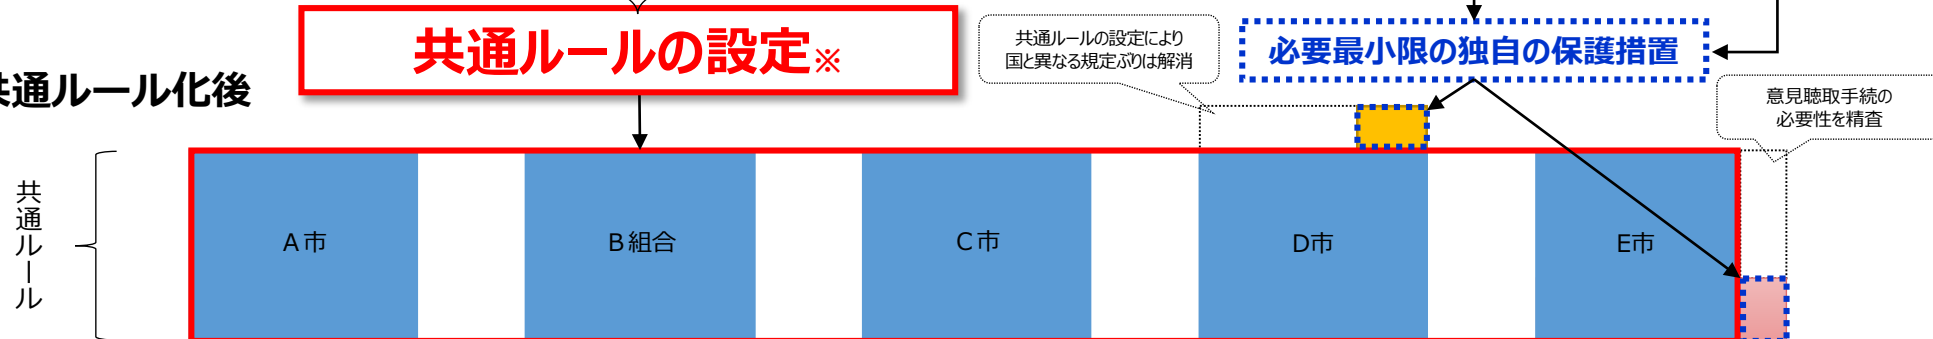 共通ルールの設定※
共通ルールの設定により
国と異なる規定ぶりは解消
必要最小限の独自の保護措置
共通ルール化後
意見聴取手続の
必要性を精査
共通ルール
A市
B組合
C市
D市
E市